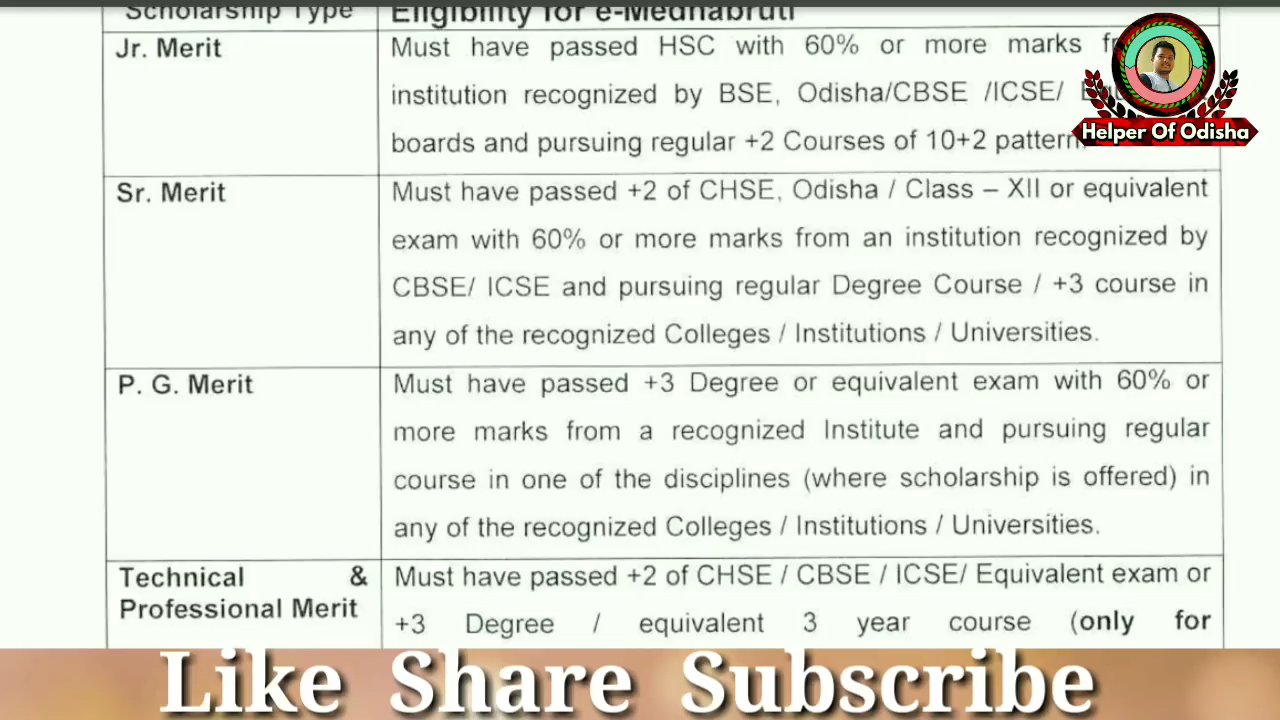 Scholarship Type
Eligibility for e-Medhabruti
Jr. Merit
Must have passed HSC with 60% or more marks
institution recognized by BSE, Odisha/CBSE /ICSE/
boards and pursuing regular +2 Courses of 10+2 pattern.
Helper Of Odisha
Sr. Merit
Must have passed +2 of CHSE, Odisha / Class – XII or equivalent
exam with 60% or more marks from an institution recognized by
CBSE/ ICSE and pursuing regular Degree Course / +3 course in
any of the recognized Colleges / Institutions / Universities.
P. G. Merit
Must have passed +3 Degree or equivalent exam with 60% or
more marks from a recognized Institute and pursuing regular
course in one of the disciplines (where scholarship is offered) in
any of the recognized Colleges / Institutions / Universities.
Technical &
Professional Merit
Must have passed +2 of CHSE / CBSE / ICSE/ Equivalent exam or
+3 Degree / equivalent 3 year course (only for
Like Share Subscribe